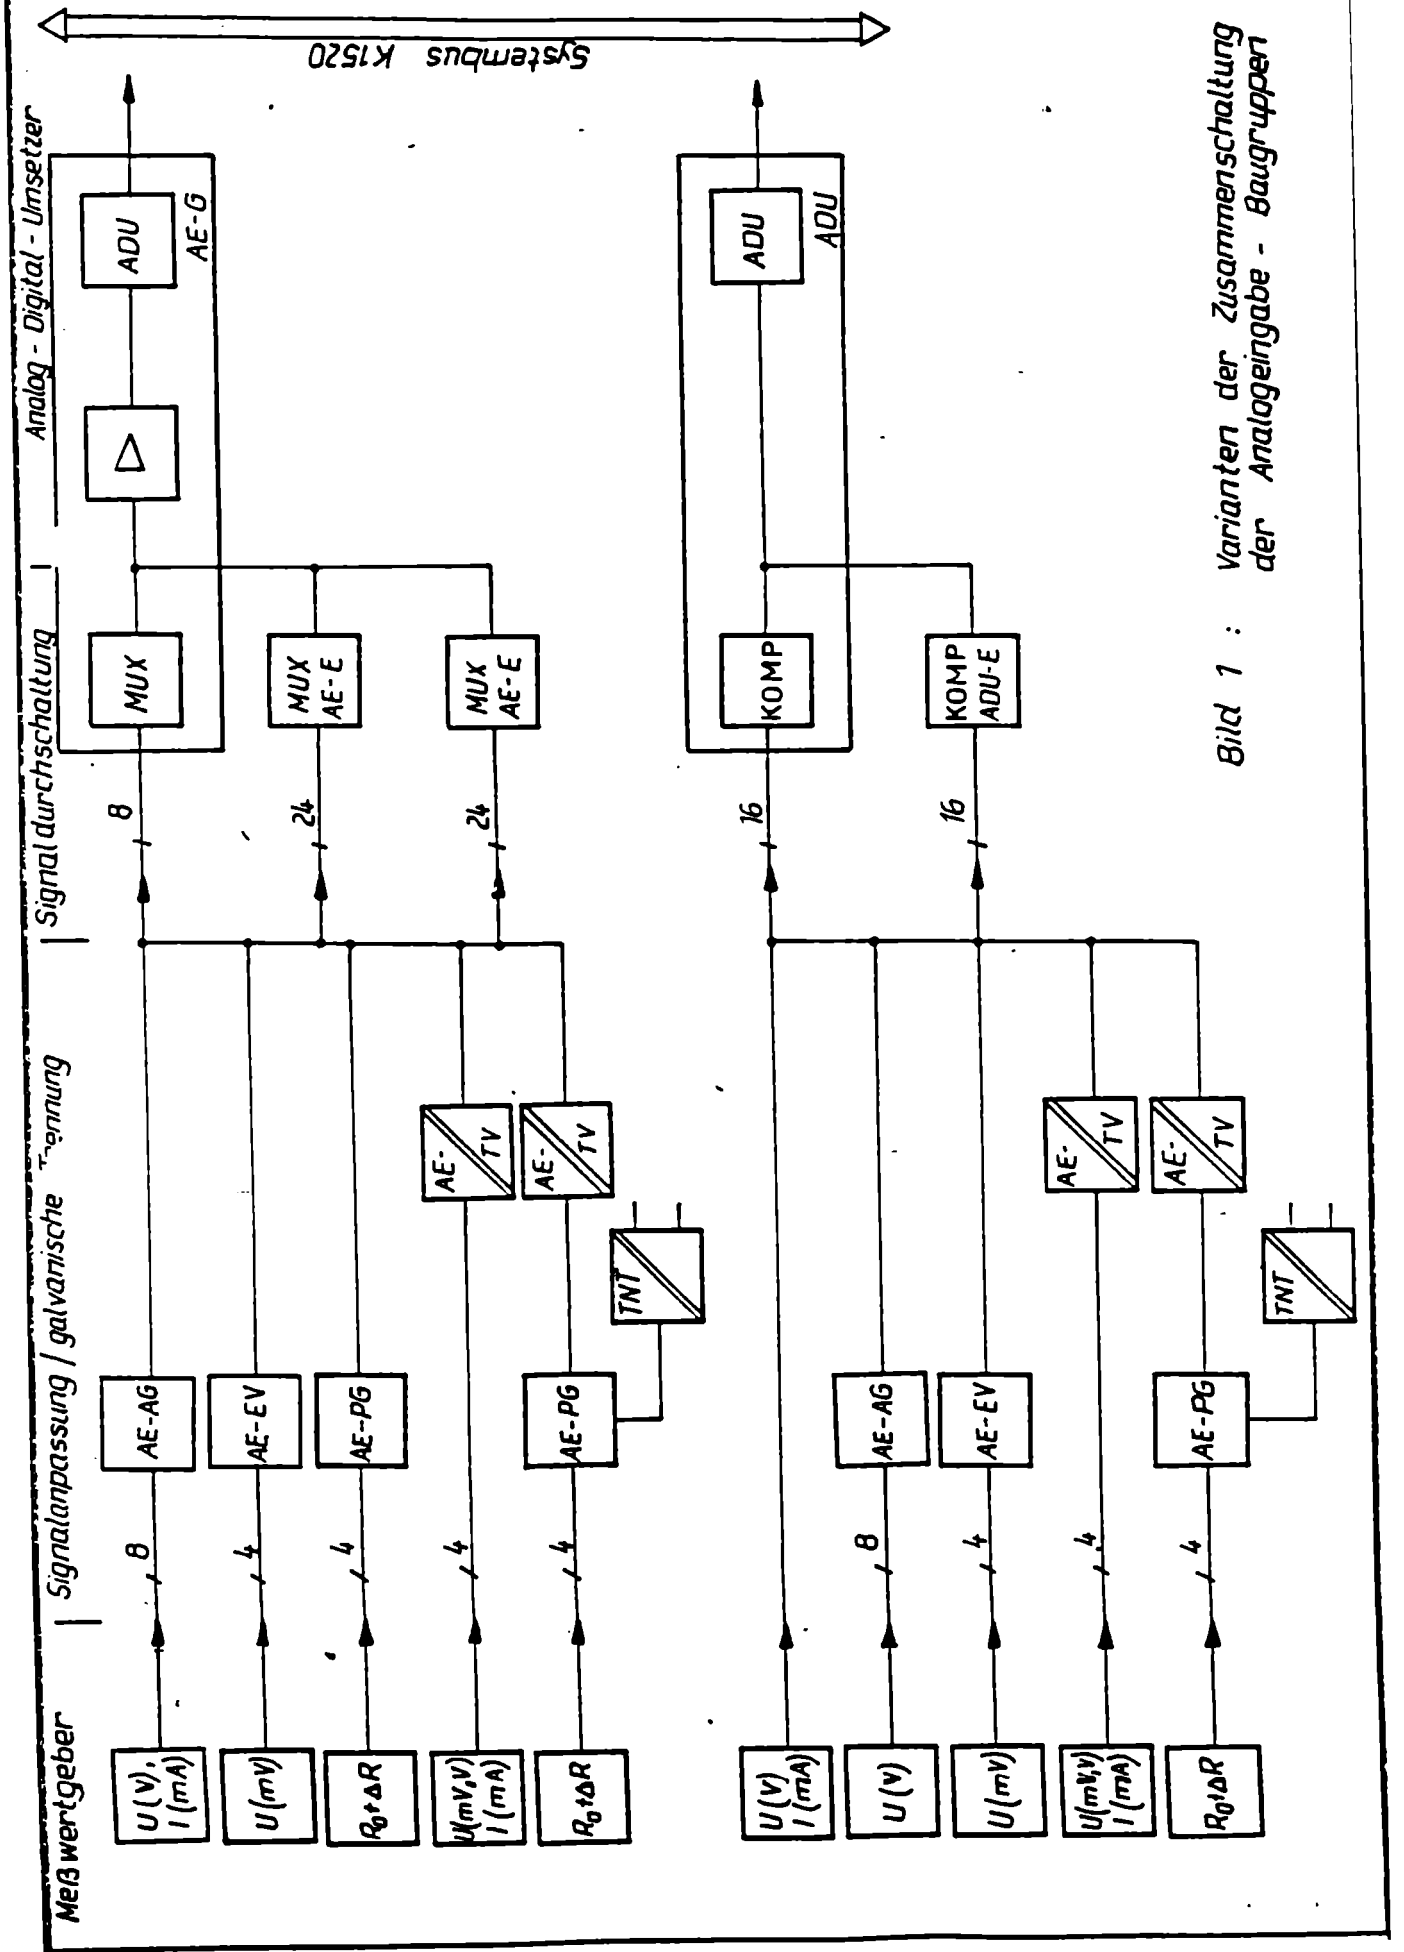 Meßwertgeber
Signalanpassung / galvanische Trennung
Signaldurchschaltung
Analog - Digital - Umsetzer
U (V),
I (mA)
8
AE-AG
8
MUX
ADU
AE-G
U (mV)
4
AE-EV
24
MUX
AE-E
R₀+ΔR
4
AE-PG
24
MUX
AE-E
U(mV,V)
I (mA)
4
AE-
TV
R₀+ΔR
4
AE-PG
AE-
TV
TNT
Systembus K1520
U (V)
I (mA)
16
KOMP
ADU
ADU
U (V)
8
AE-AG
16
KOMP
ADU-E
U (mV)
4
AE-EV
U(mV,V)
I (mA)
4
AE-
TV
R₀+ΔR
4
AE-PG
AE-
TV
TNT
Bild 1 : Varianten der Zusammenschaltung
der Analogeingabe - Baugruppen